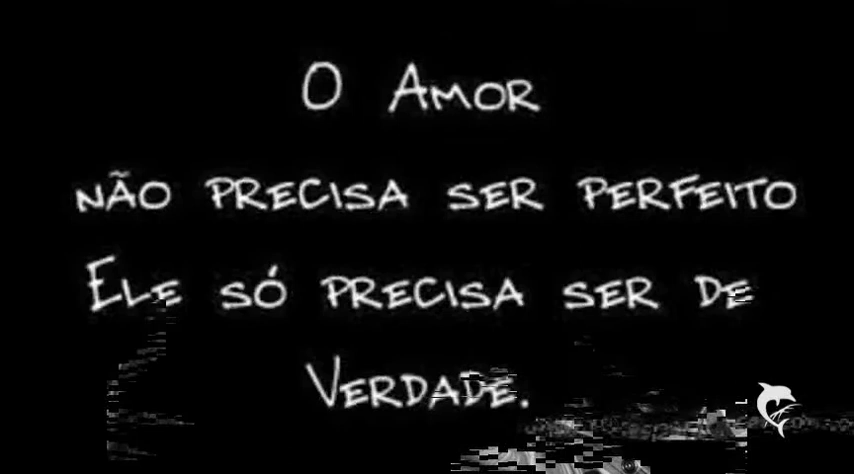 O Amor
não precisa ser perfeito
Ele só precisa ser de
Verdade.